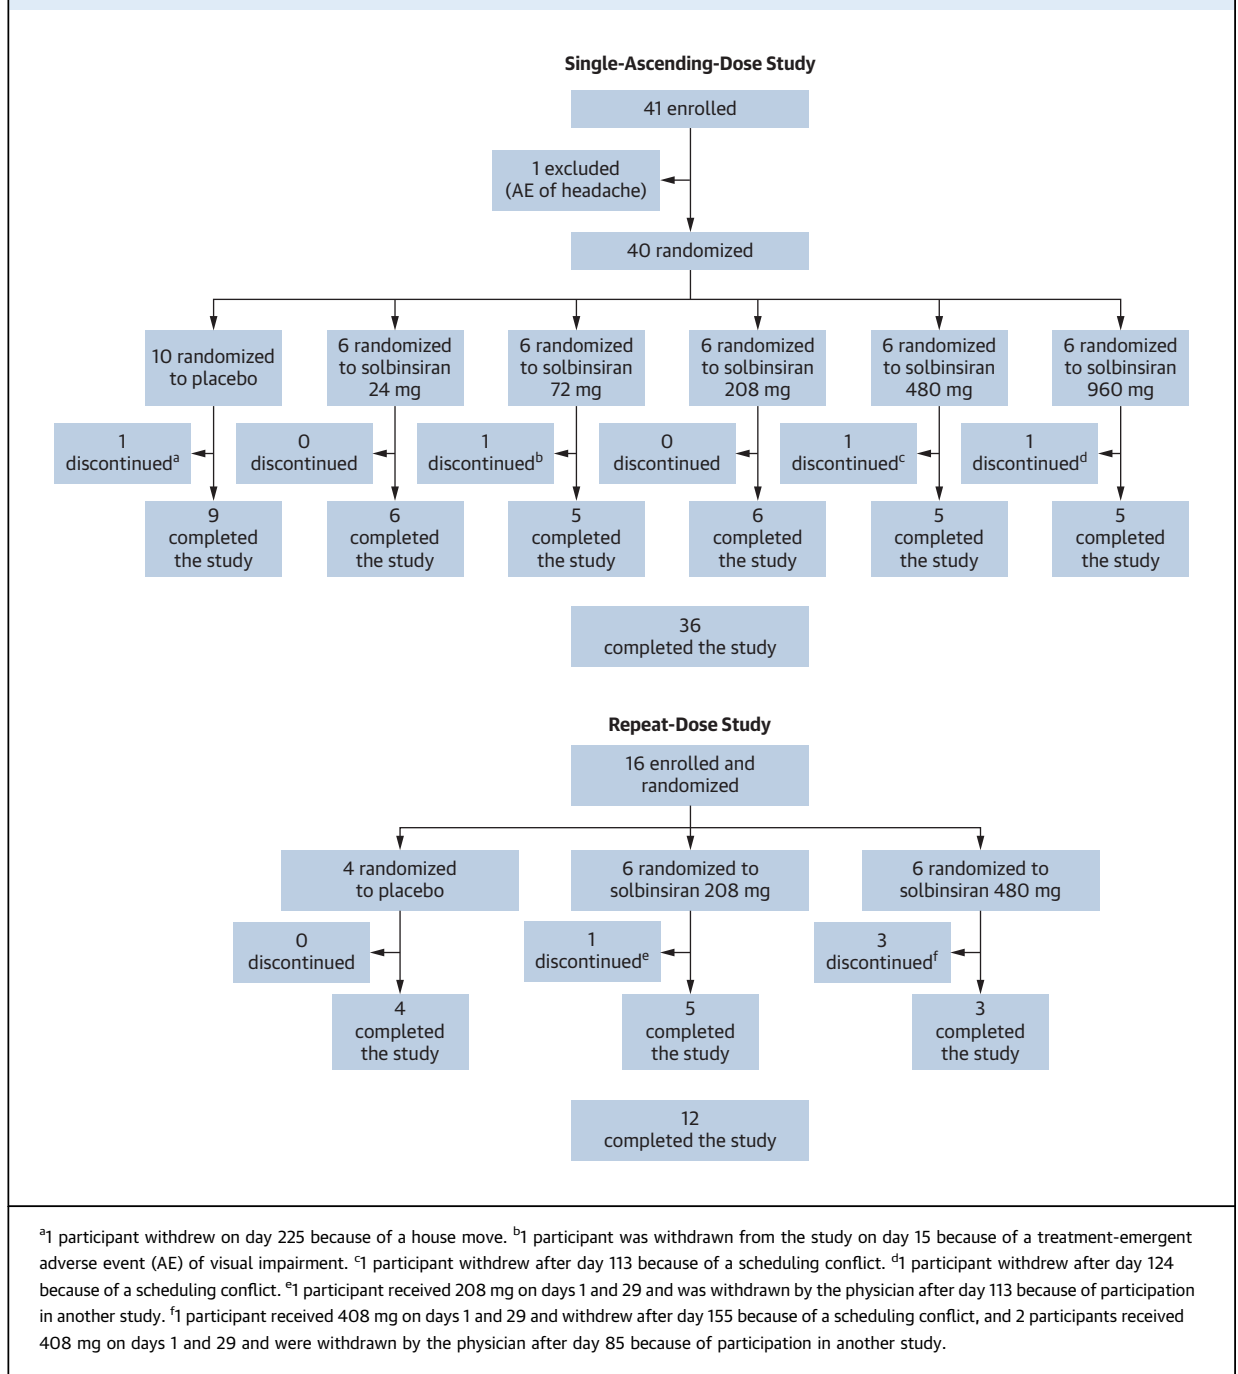 Single-Ascending-Dose Study
41 enrolled
1 excluded
(AE of headache)
40 randomized
10 randomized
to placebo
6 randomized
to solbinsiran
24 mg
6 randomized
to solbinsiran
72 mg
6 randomized
to solbinsiran
208 mg
6 randomized
to solbinsiran
480 mg
6 randomized
to solbinsiran
960 mg
1
discontinuedᵃ
0
discontinued
1
discontinuedᵇ
0
discontinued
1
discontinuedᶜ
1
discontinuedᵈ
9
completed
the study
6
completed
the study
5
completed
the study
6
completed
the study
5
completed
the study
5
completed
the study
36
completed the study
Repeat-Dose Study
16 enrolled and
randomized
4 randomized
to placebo
6 randomized to
solbinsiran 208 mg
6 randomized to
solbinsiran 480 mg
0
discontinued
1
discontinuedᵉ
3
discontinuedᶠ
4
completed
the study
5
completed
the study
3
completed
the study
12
completed the study
ᵃ1 participant withdrew on day 225 because of a house move. ᵇ1 participant was withdrawn from the study on day 15 because of a treatment-emergent
adverse event (AE) of visual impairment. ᶜ1 participant withdrew after day 113 because of a scheduling conflict. ᵈ1 participant withdrew after day 124
because of a scheduling conflict. ᵉ1 participant received 208 mg on days 1 and 29 and was withdrawn by the physician after day 113 because of participation
in another study. ᶠ1 participant received 408 mg on days 1 and 29 and withdrew after day 155 because of a scheduling conflict, and 2 participants received
408 mg on days 1 and 29 and were withdrawn by the physician after day 85 because of participation in another study.